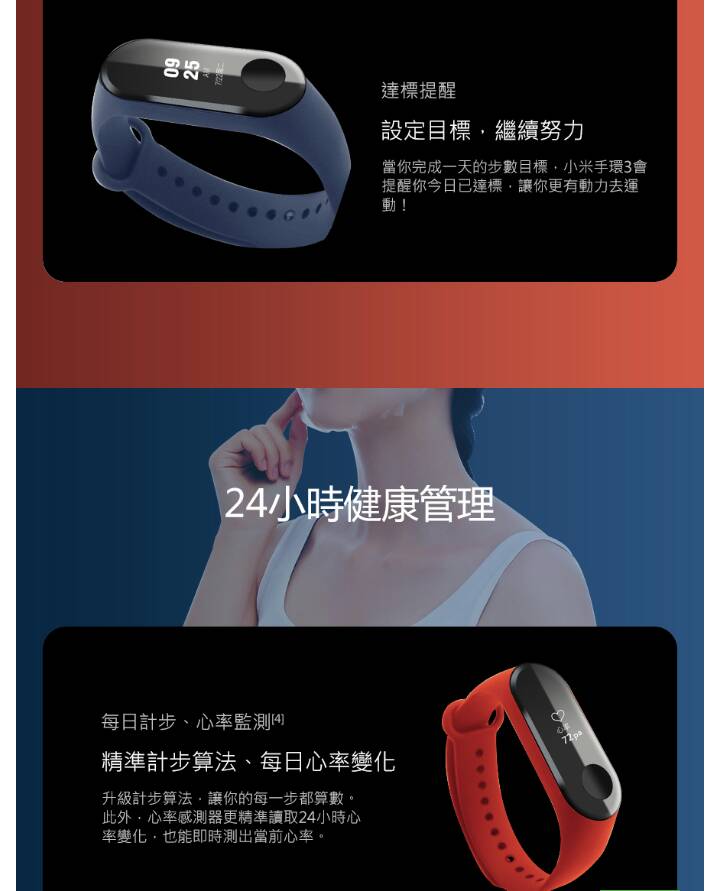 09
25
達標提醒
設定目標，繼續努力
當你完成一天的步數目標，小米手環3會
提醒你今日已達標，讓你更有動力去運
動！
24小時健康管理
每日計步、心率監測[4]
精準計步算法、每日心率變化
升級計步算法，讓你的每一步都算數。
此外，心率感測器更精準讀取24小時心
率變化，也能即時測出當前心率。
心率
72